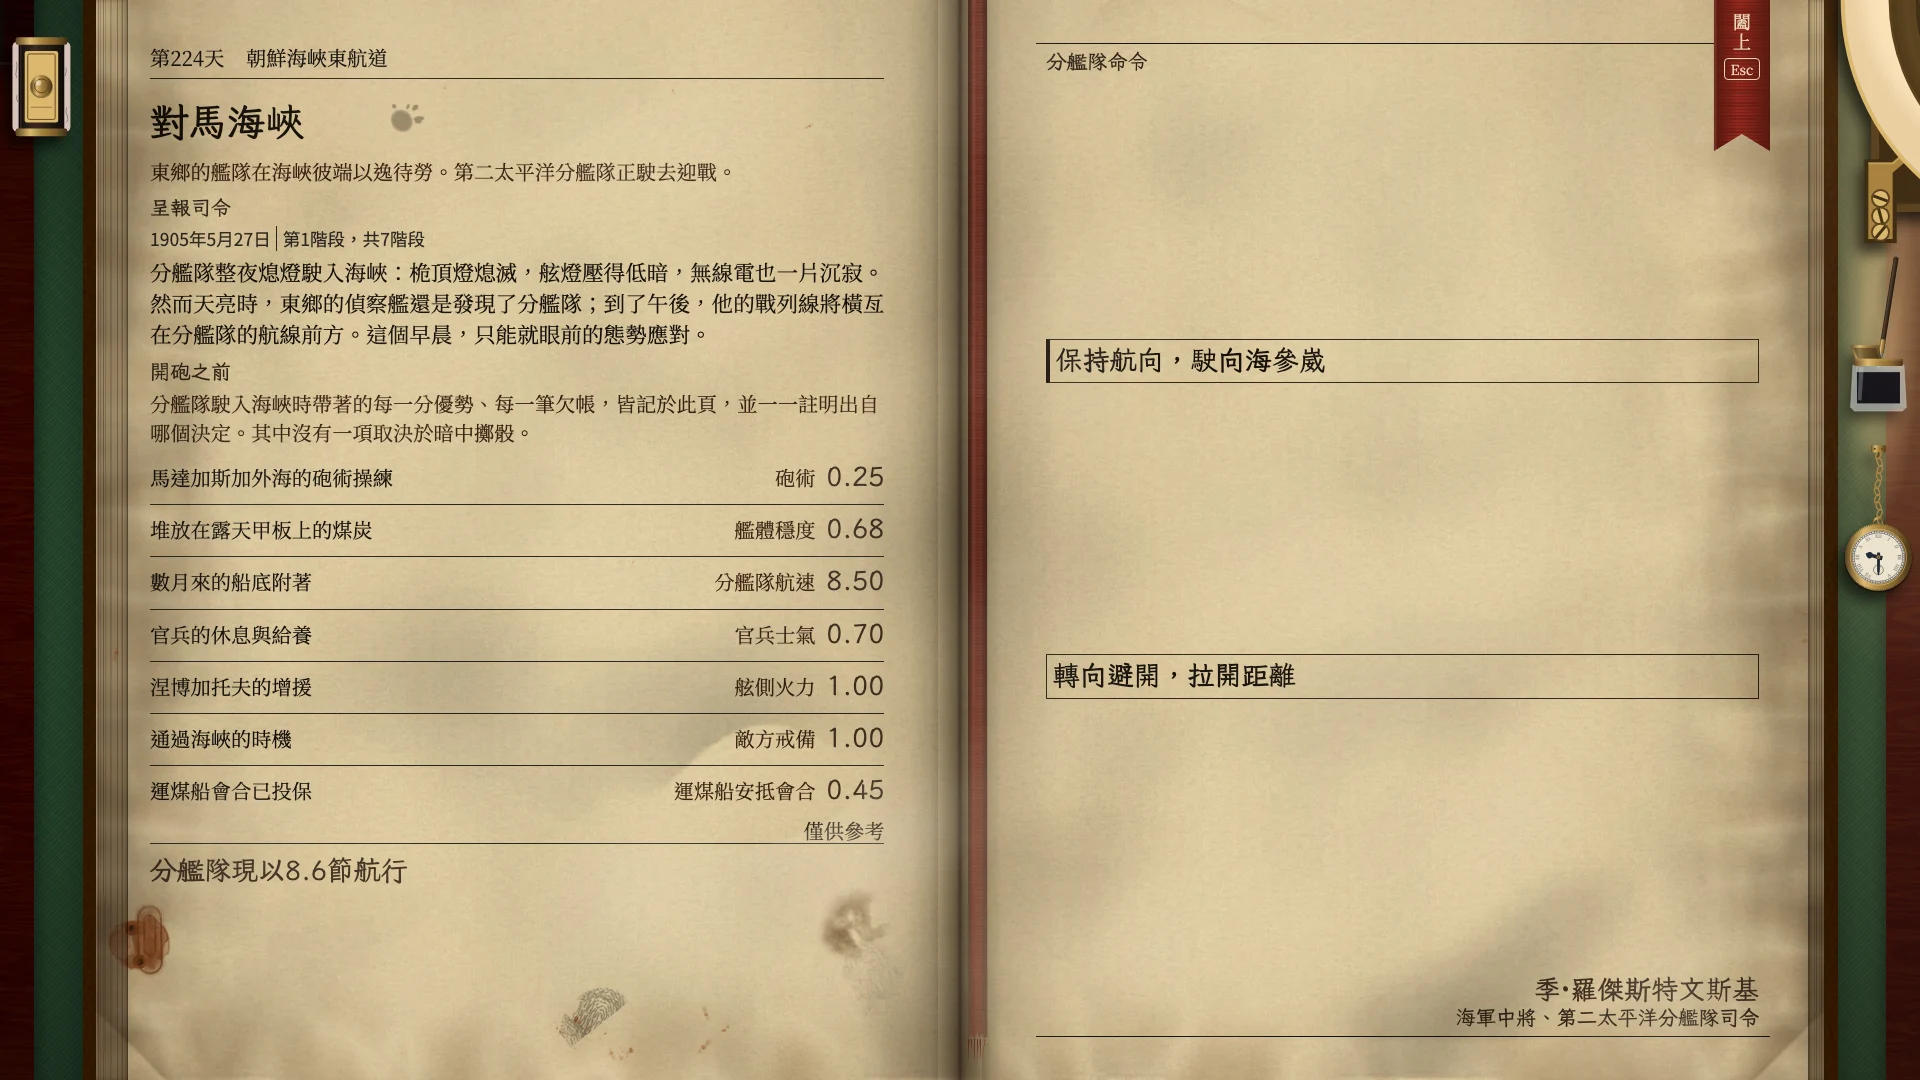 第224天 朝鮮海峽東航道
對馬海峽
東鄉的艦隊在海峽彼端以逸待勞。第二太平洋分艦隊正駛去迎戰。
呈報司令
1905年5月27日 第1階段，共7階段
分艦隊整夜熄燈駛入海峽：桅頂燈熄滅，舷燈壓得低暗，無線電也一片沉寂。
然而天亮時，東鄉的偵察艦還是發現了分艦隊；到了午後，他的戰列線將橫亙
在分艦隊的航線前方。這個早晨，只能就眼前的態勢應對。
開砲之前
分艦隊駛入海峽時帶著的每一分優勢、每一筆欠帳，皆記於此頁，並一一註明出自
哪個決定。其中沒有一項取決於暗中擲骰。
馬達加斯加外海的砲術操練 砲術 0.25
堆放在露天甲板上的煤炭 艦體穩度 0.68
數月來的船底附著 分艦隊航速 8.50
官兵的休息與給養 官兵士氣 0.70
涅博加托夫的增援 舷側火力 1.00
通過海峽的時機 敵方戒備 1.00
運煤船會合已投保 運煤船安抵會合 0.45
僅供參考
分艦隊現以8.6節航行
分艦隊命令
保持航向，駛向海參崴
轉向避開，拉開距離
季·羅傑斯特文斯基
海軍中將、第二太平洋分艦隊司令
闔上
Esc